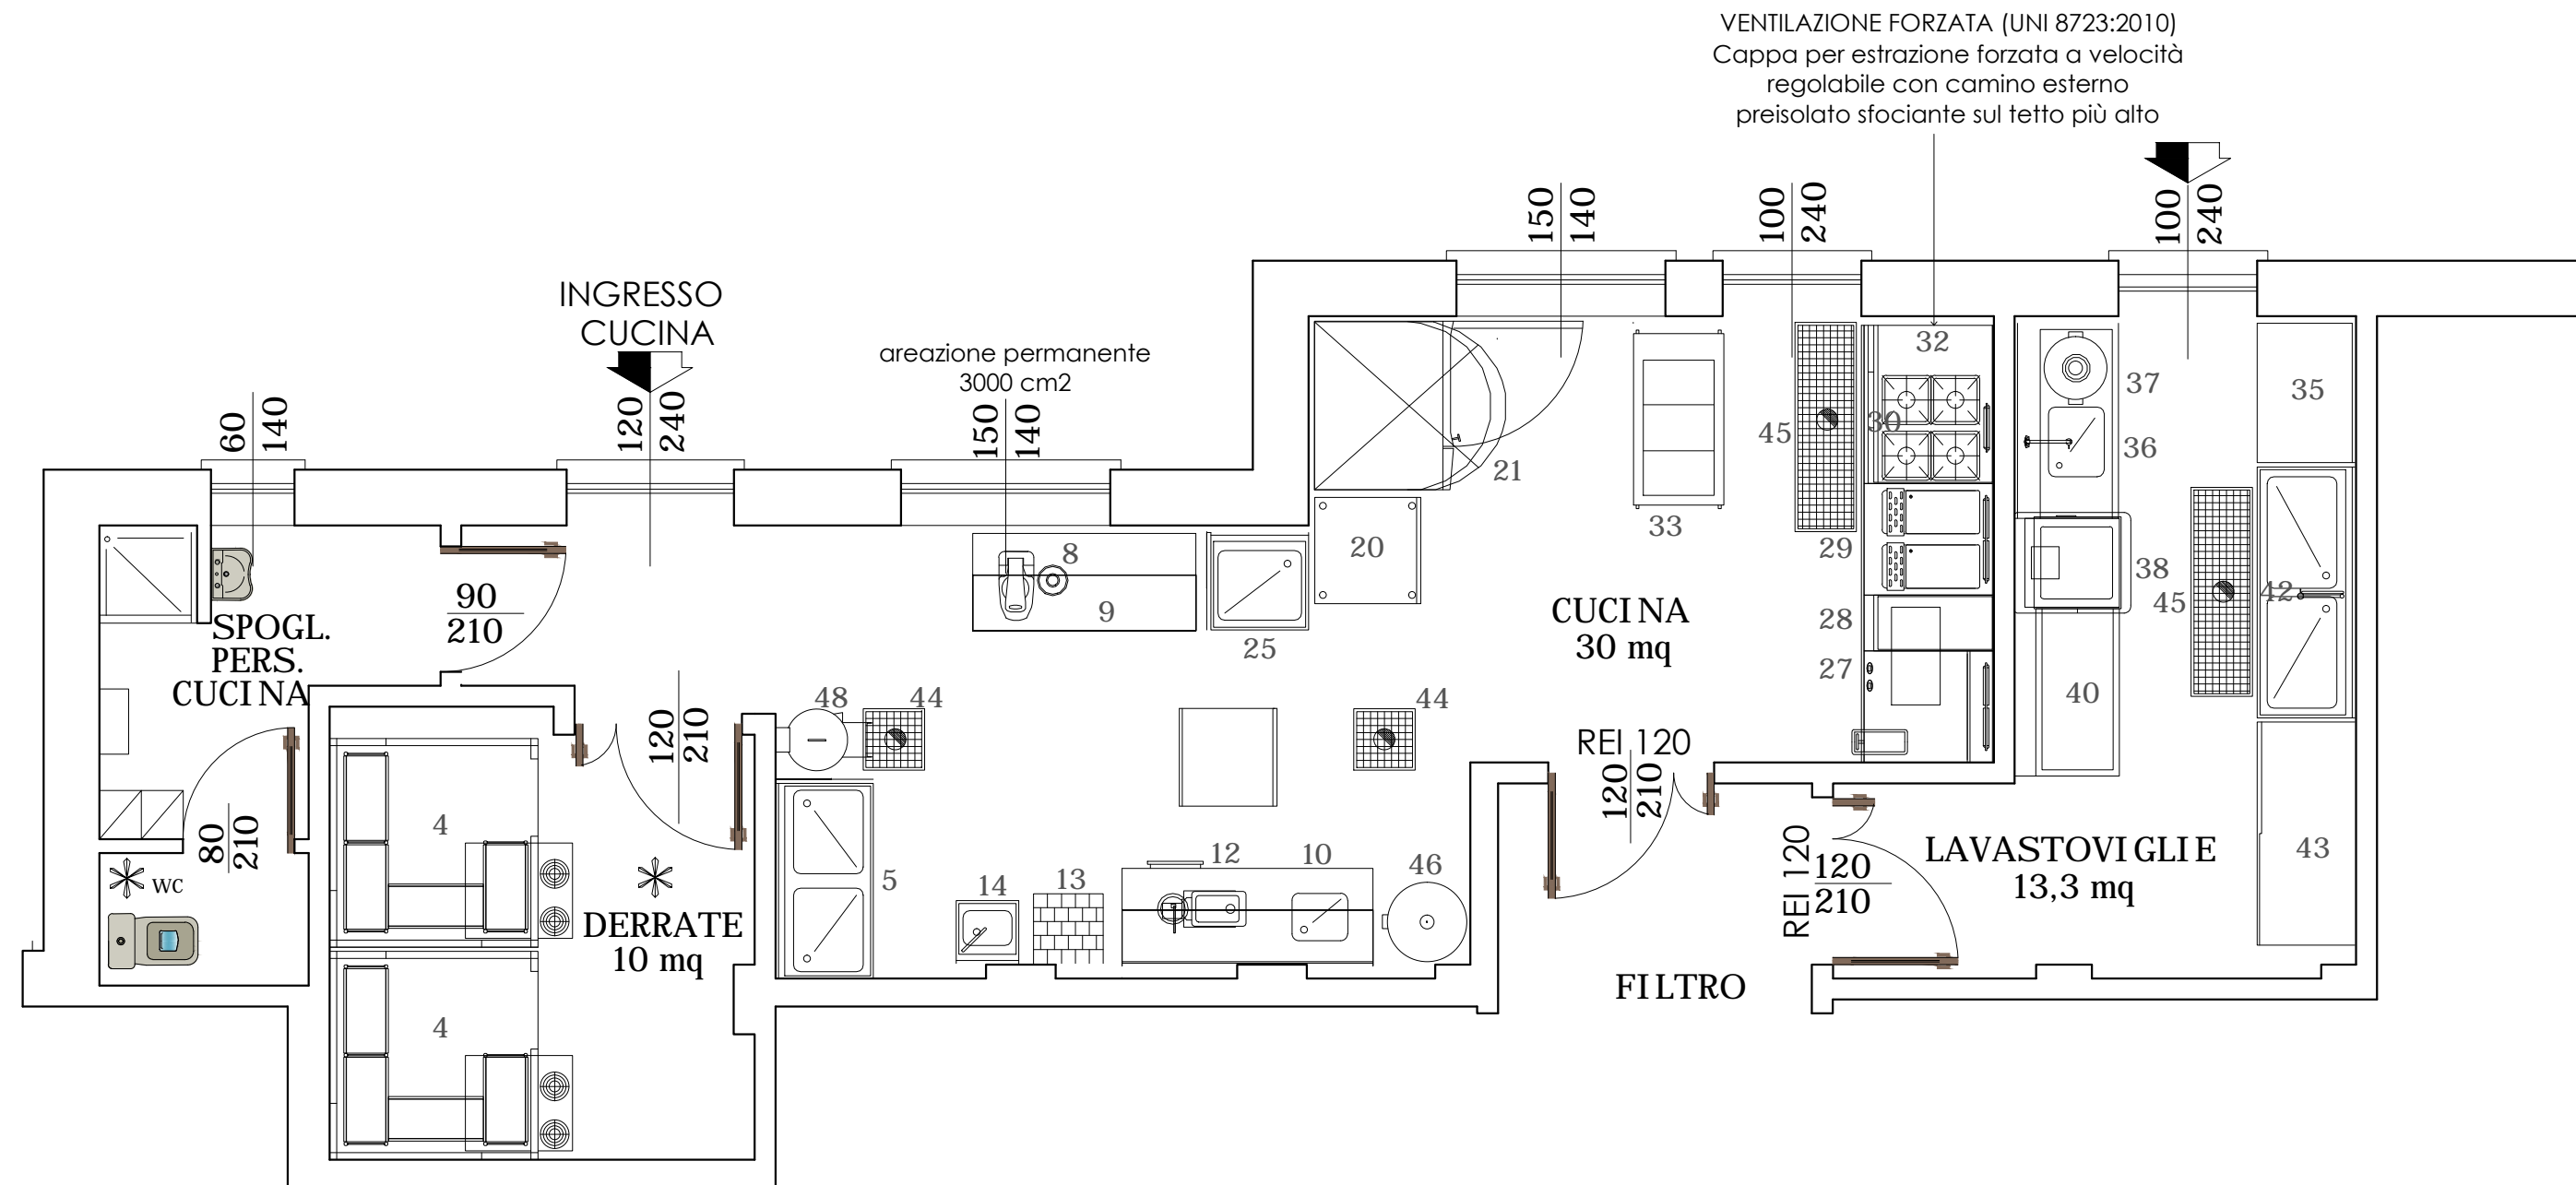 VENTILAZIONE FORZATA (UNI 8723:2010)
Cappa per estrazione forzata a velocità
regolabile con camino esterno
preisolato sfociante sul tetto più alto
150
140
100
240
100
240
INGRESSO
CUCINA
areazione permanente
3000 cm2
60
140
120
240
150
140
32
37
35
30
45
36
21
33
8
20
29
38
45
42
9
90
210
CUCINA
30 mq
28
SPOGL.
PERS.
CUCINA
25
27
40
48
44
44
120
210
REI 120
120
210
80
210
4
12
10
13
14
46
5
WC
DERRATE
10 mq
REI 120
120
210
LAVASTOVIGLIE
13,3 mq
43
FILTRO
4